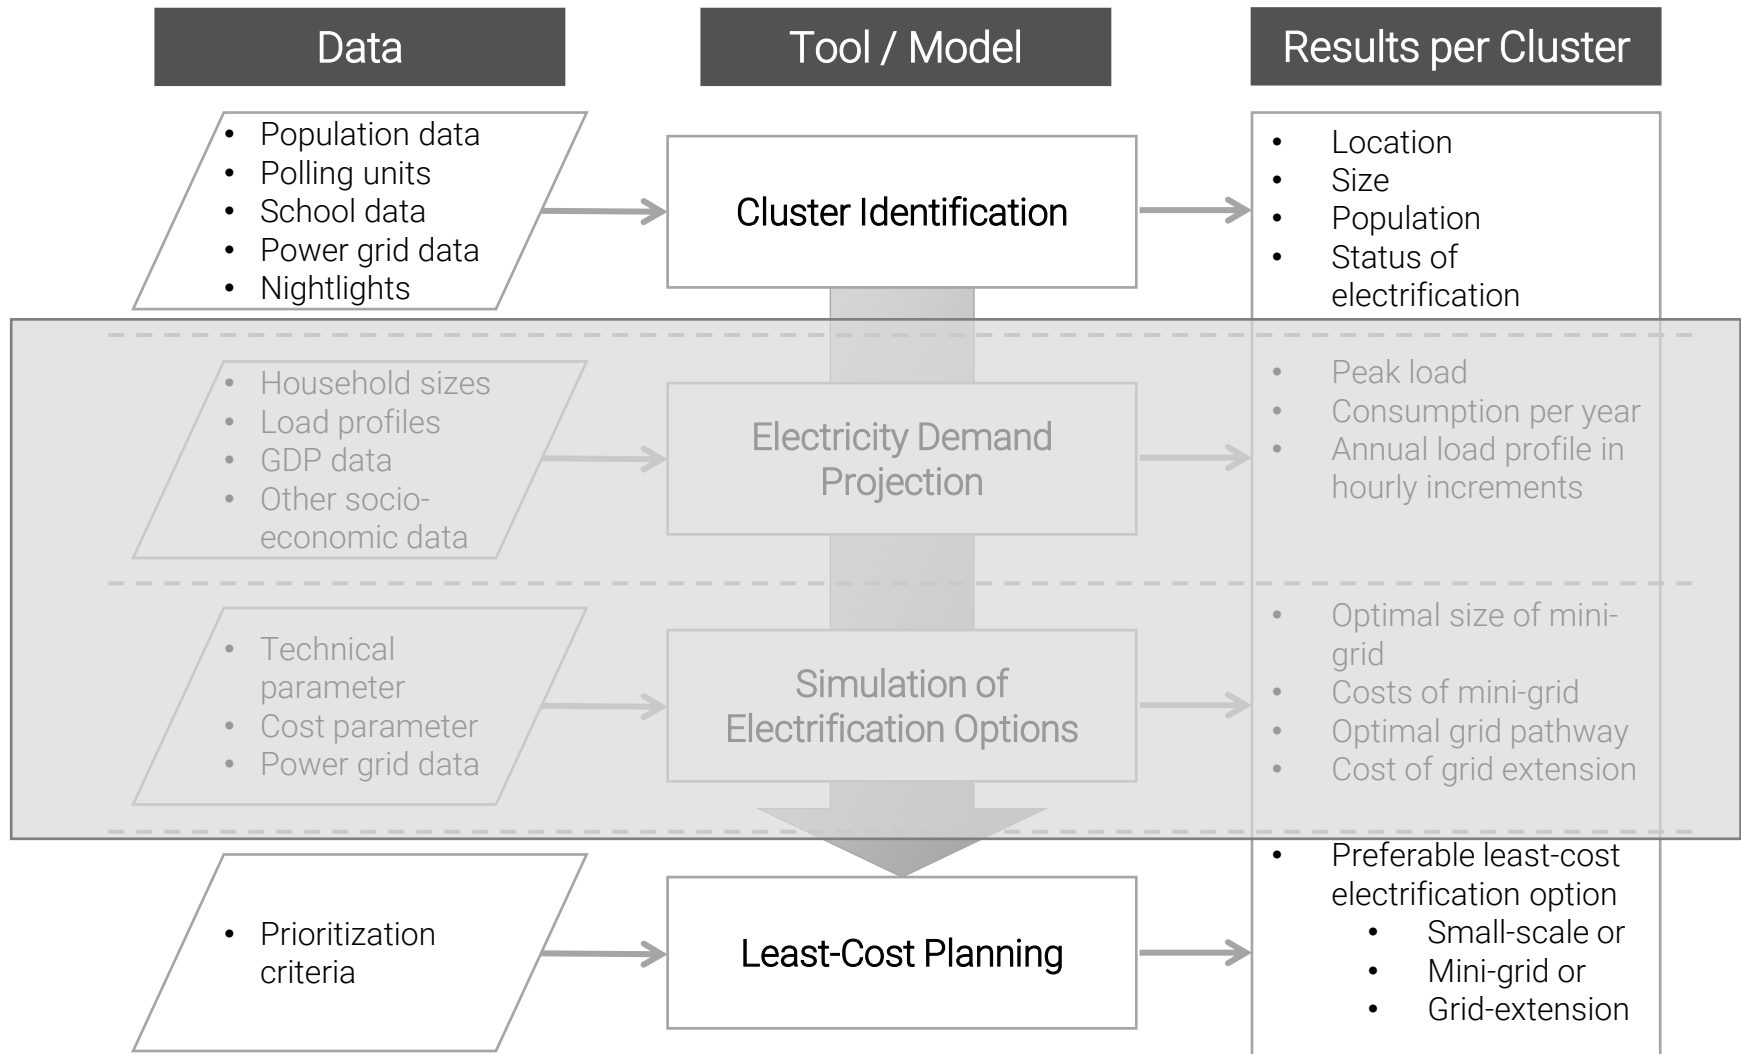 Data
Tool / Model
Results per Cluster
• Population data
• Polling units
• School data
• Power grid data
• Nightlights
Cluster Identification
• Location
• Size
• Population
• Status of
electrification
• Household sizes
• Load profiles
• GDP data
• Other socio-
economic data
Electricity Demand
Projection
• Peak load
• Consumption per year
• Annual load profile in
hourly increments
• Technical
parameter
• Cost parameter
• Power grid data
Simulation of
Electrification Options
• Optimal size of mini-
grid
• Costs of mini-grid
• Optimal grid pathway
• Cost of grid extension
• Prioritization
criteria
Least-Cost Planning
• Preferable least-cost
electrification option
• Small-scale or
• Mini-grid or
• Grid-extension